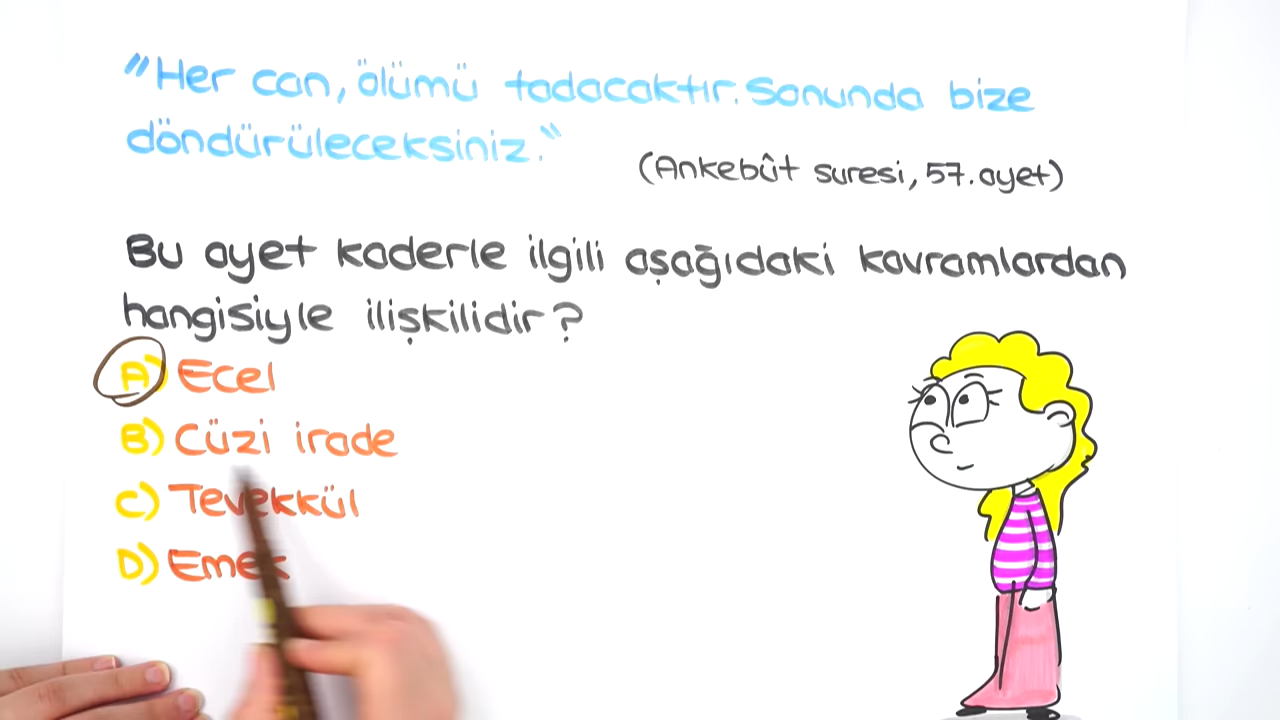 "Her can, ölümü tadacaktır. Sonunda bize
döndürüleceksiniz."
(Ankebût suresi, 57. ayet)
Bu ayet kaderle ilgili aşağıdaki kavramlardan
hangisiyle ilişkilidir?
A) Ecel
B) Cüzi irade
C) Tevekkül
D) Emek